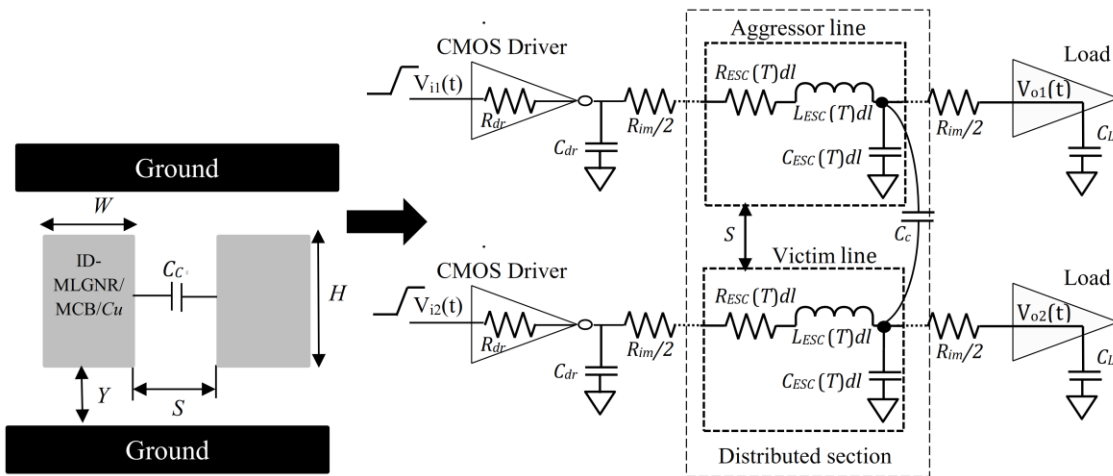 Ground
W
ID-
MLGNR/
MCB/Cu
C_C
H
Y
S
Ground
CMOS Driver
V_i1(t)
R_dr
C_dr
R_im/2
Aggressor line
R_ESC(T)dl
L_ESC(T)dl
C_ESC(T)dl
R_im/2
Load
V_o1(t)
C_L
S
C_c
CMOS Driver
V_i2(t)
R_dr
C_dr
R_im/2
Victim line
R_ESC(T)dl
L_ESC(T)dl
C_ESC(T)dl
Distributed section
R_im/2
Load
V_o2(t)
C_L